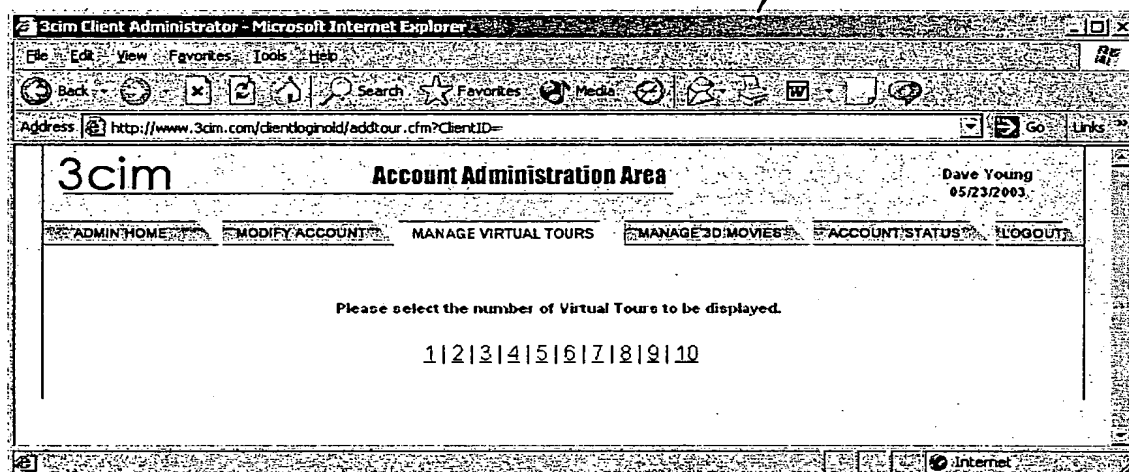 3cim Client Administrator - Microsoft Internet Explorer
File Edit View Favorites Tools Help
Back Search Favorites Media
Address http://www.3cim.com/clientloginold/addtour.cfm?ClientID= Go Links »
3cim Account Administration Area Dave Young
05/23/2003
ADMIN HOME MODIFY ACCOUNT MANAGE VIRTUAL TOURS MANAGE 3D MOVIES ACCOUNT STATUS LOGOUT
Please select the number of Virtual Tours to be displayed.
1 | 2 | 3 | 4 | 5 | 6 | 7 | 8 | 9 | 10
Internet